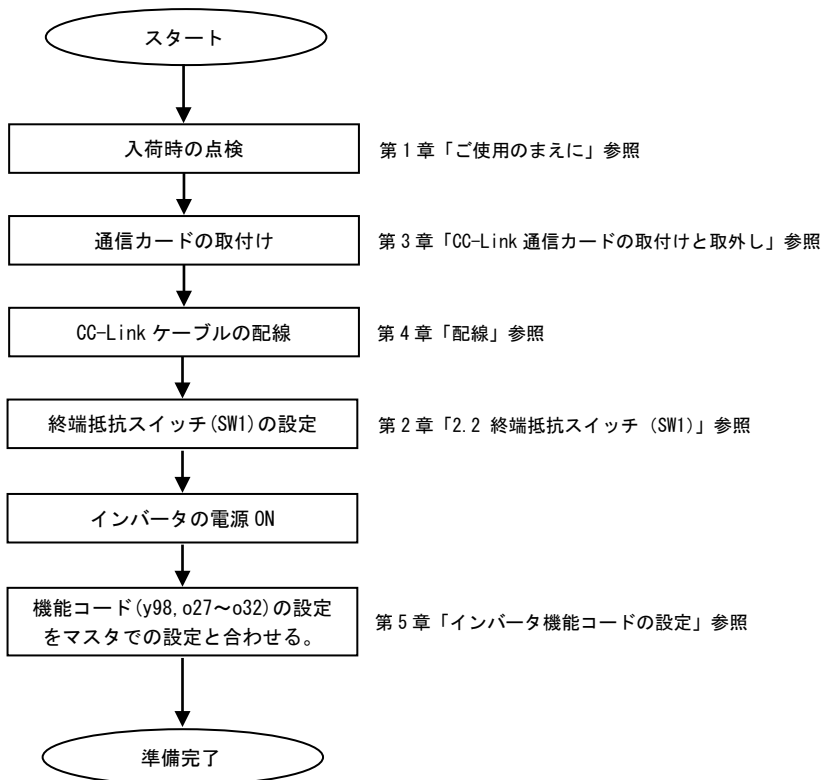 スタート
入荷時の点検
第1章「ご使用のまえに」参照
通信カードの取付け
第3章「CC-Link 通信カードの取付けと取外し」参照
CC-Link ケーブルの配線
第4章「配線」参照
終端抵抗スイッチ(SW1)の設定
第2章「2.2 終端抵抗スイッチ (SW1)」参照
インバータの電源 ON
機能コード(y98,o27～o32)の設定
をマスタでの設定と合わせる。
第5章「インバータ機能コードの設定」参照
準備完了